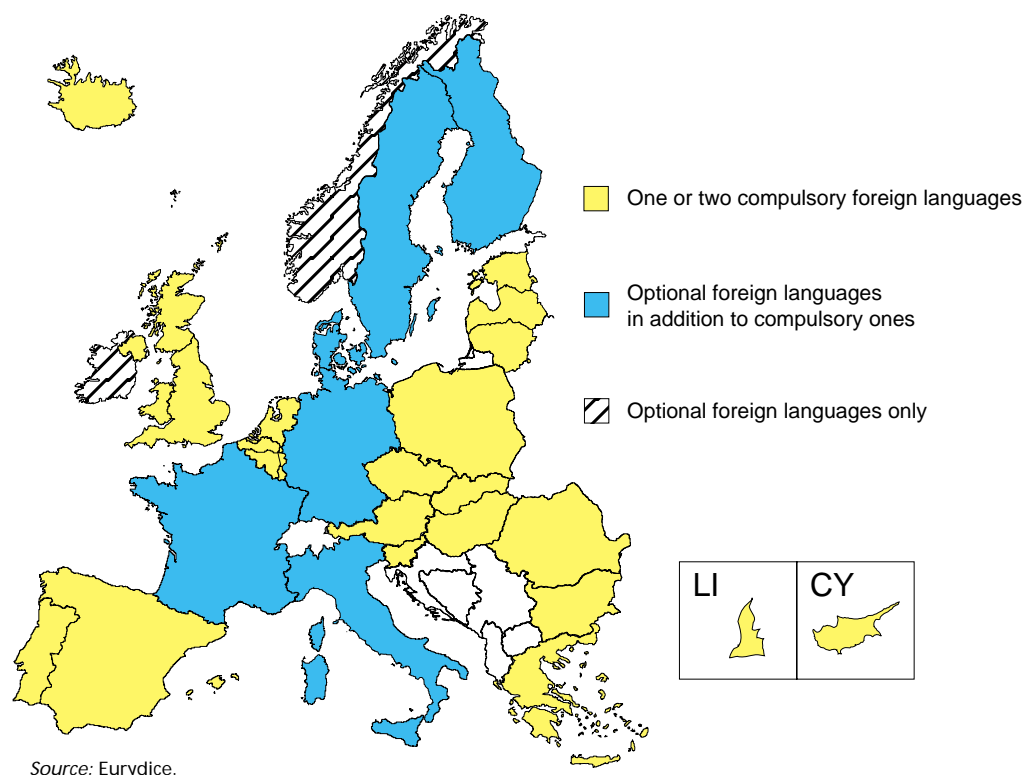 One or two compulsory foreign languages
Optional foreign languages
in addition to compulsory ones
Optional foreign languages only
LI
CY
Source: Eurydice.